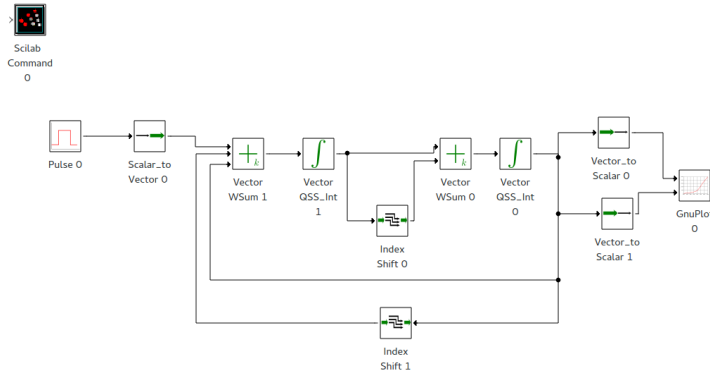 Scilab
Command
0
Pulse 0
Scalar_to
Vector 0
k
Vector
WSum 1
Vector
QSS_Int
1
k
Vector
WSum 0
Vector
QSS_Int
0
Vector_to
Scalar 0
Index
Shift 0
Vector_to
Scalar 1
GnuPlot
0
Index
Shift 1